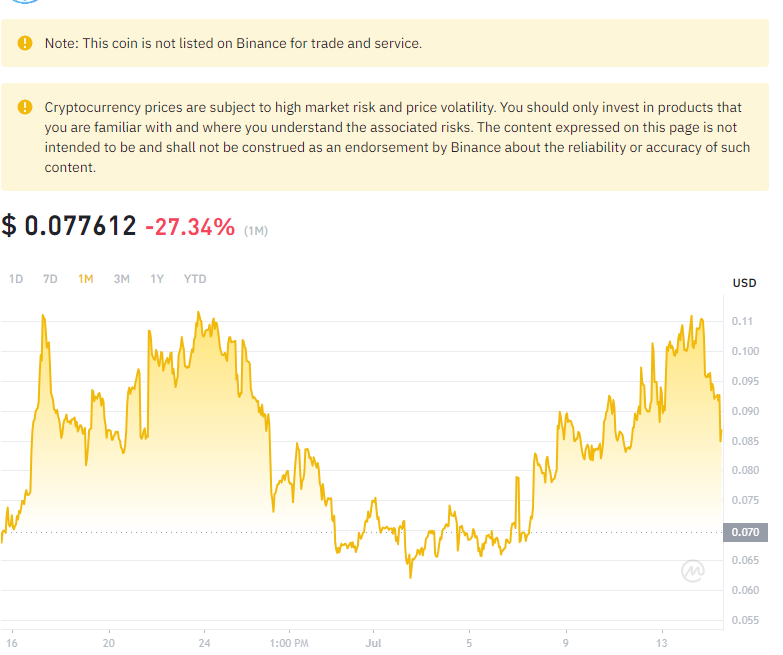 Note: This coin is not listed on Binance for trade and service.
Cryptocurrency prices are subject to high market risk and price volatility. You should only invest in products that
you are familiar with and where you understand the associated risks. The content expressed on this page is not
intended to be and shall not be construed as an endorsement by Binance about the reliability or accuracy of such
content.
$ 0.077612 -27.34% (1M)
1D 7D 1M 3M 1Y YTD
USD
0.11
0.100
0.095
0.090
0.085
0.080
0.075
0.070
0.065
0.060
0.055
16 20 24 1:00 PM Jul 5 9 13